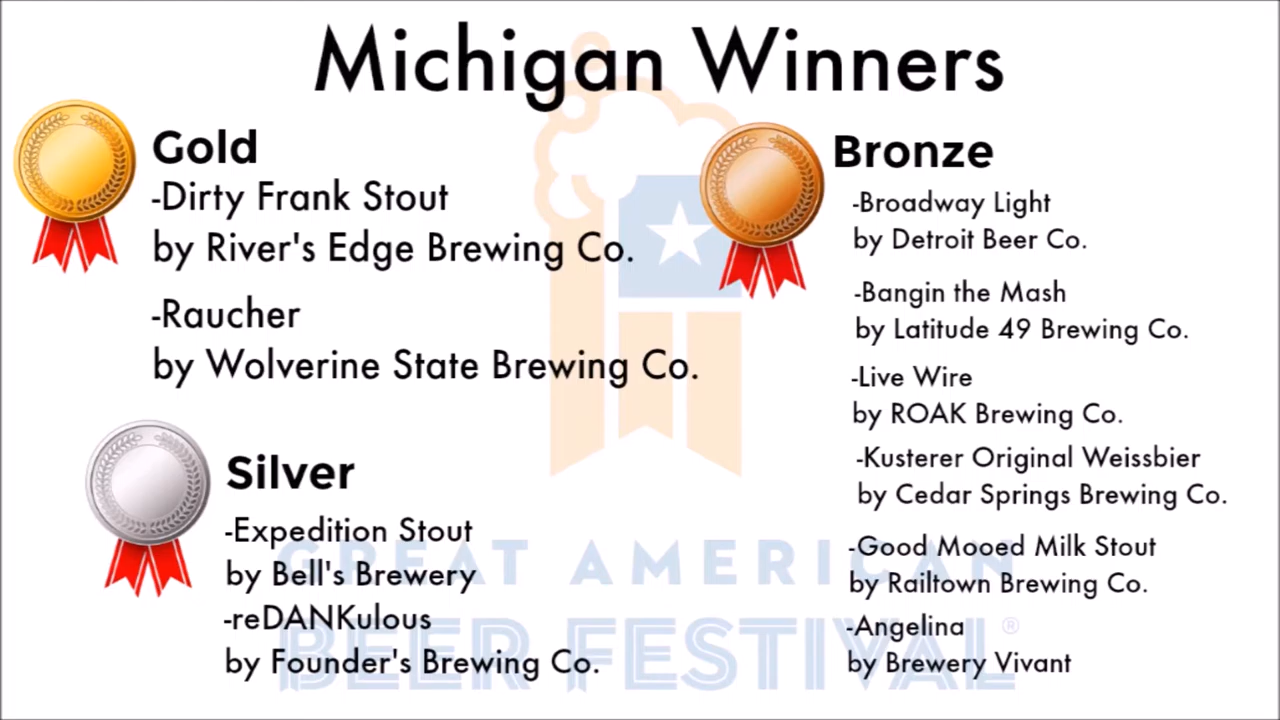 Michigan Winners
Gold
-Dirty Frank Stout
by River's Edge Brewing Co.
-Raucher
by Wolverine State Brewing Co.
Silver
-Expedition Stout
by Bell's Brewery
-reDANKulous
by Founder's Brewing Co.
Bronze
-Broadway Light
by Detroit Beer Co.
-Bangin the Mash
by Latitude 49 Brewing Co.
-Live Wire
by ROAK Brewing Co.
-Kusterer Original Weissbier
by Cedar Springs Brewing Co.
-Good Mooed Milk Stout
by Railtown Brewing Co.
-Angelina
by Brewery Vivant
GREAT AMERICAN
BEER FESTIVAL®